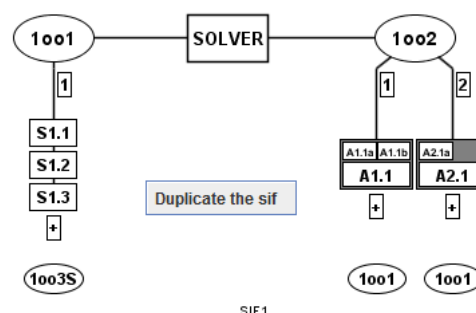 1oo1 SOLVER 1oo2
1 1 2
S1.1
S1.2
S1.3
+
A1.1a A1.1b A2.1a
A1.1 A2.1
+ +
Duplicate the sif
1oo3S 1oo1 1oo1
SIF1